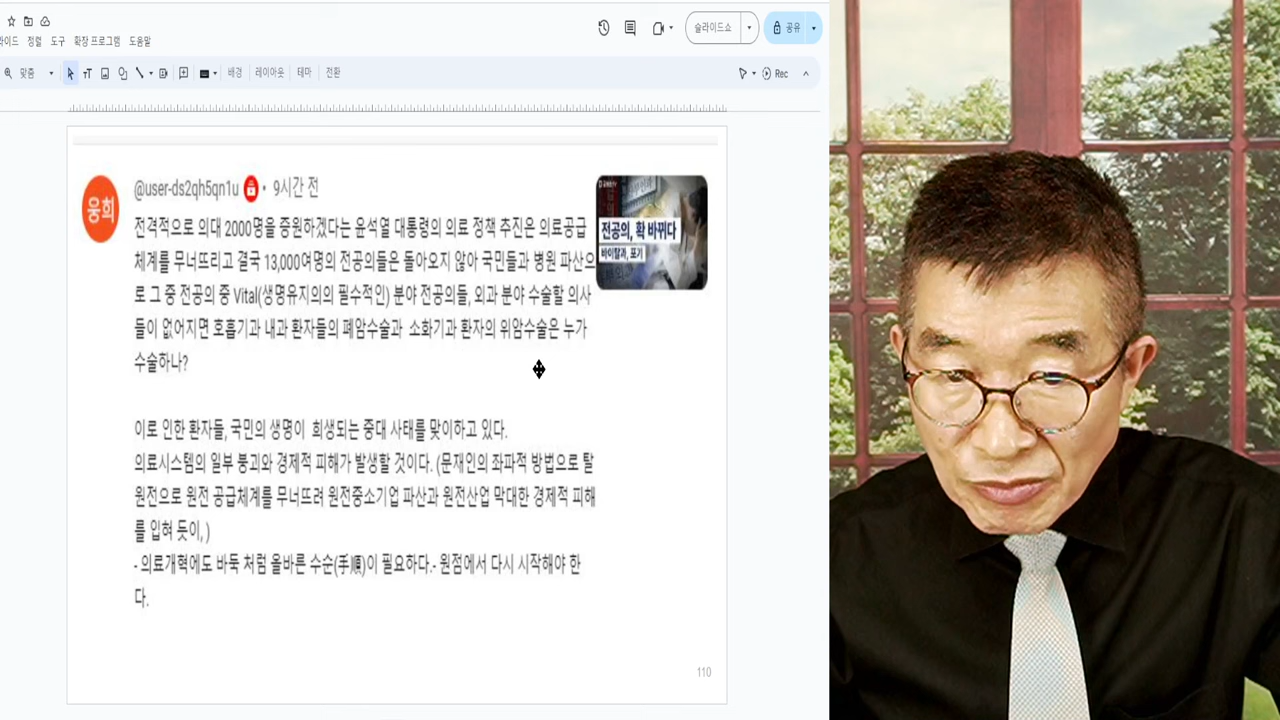 라이드 정렬 도구 확장 프로그램 도움말
슬라이드쇼
공유
맞춤
배경 레이아웃 테마 전환
Rec
웅희
@user-ds2qh5qn1u • 9시간 전
전격적으로 의대 2000명을 증원하겠다는 윤석열 대통령의 의료 정책 추진은 의료공급
체계를 무너뜨리고 결국 13,000여명의 전공의들은 돌아오지 않아 국민들과 병원 파산으
로 그 중 전공의 중 Vital(생명유지의의 필수적인) 분야 전공의들, 외과 분야 수술할 의사
들이 없어지면 호흡기과 내과 환자들의 폐암수술과 소화기과 환자의 위암수술은 누가
수술하나?
전공의, 확 바뀌다
바이탈과, 포기
이로 인한 환자들, 국민의 생명이 희생되는 중대 사태를 맞이하고 있다.
의료시스템의 일부 붕괴와 경제적 피해가 발생할 것이다. (문재인의 좌파적 방법으로 탈
원전으로 원전 공급체계를 무너뜨려 원전중소기업 파산과 원전산업 막대한 경제적 피해
를 입혀 듯이, )
- 의료개혁에도 바둑 처럼 올바른 수순(手順)이 필요하다.- 원점에서 다시 시작해야 한
다.
110